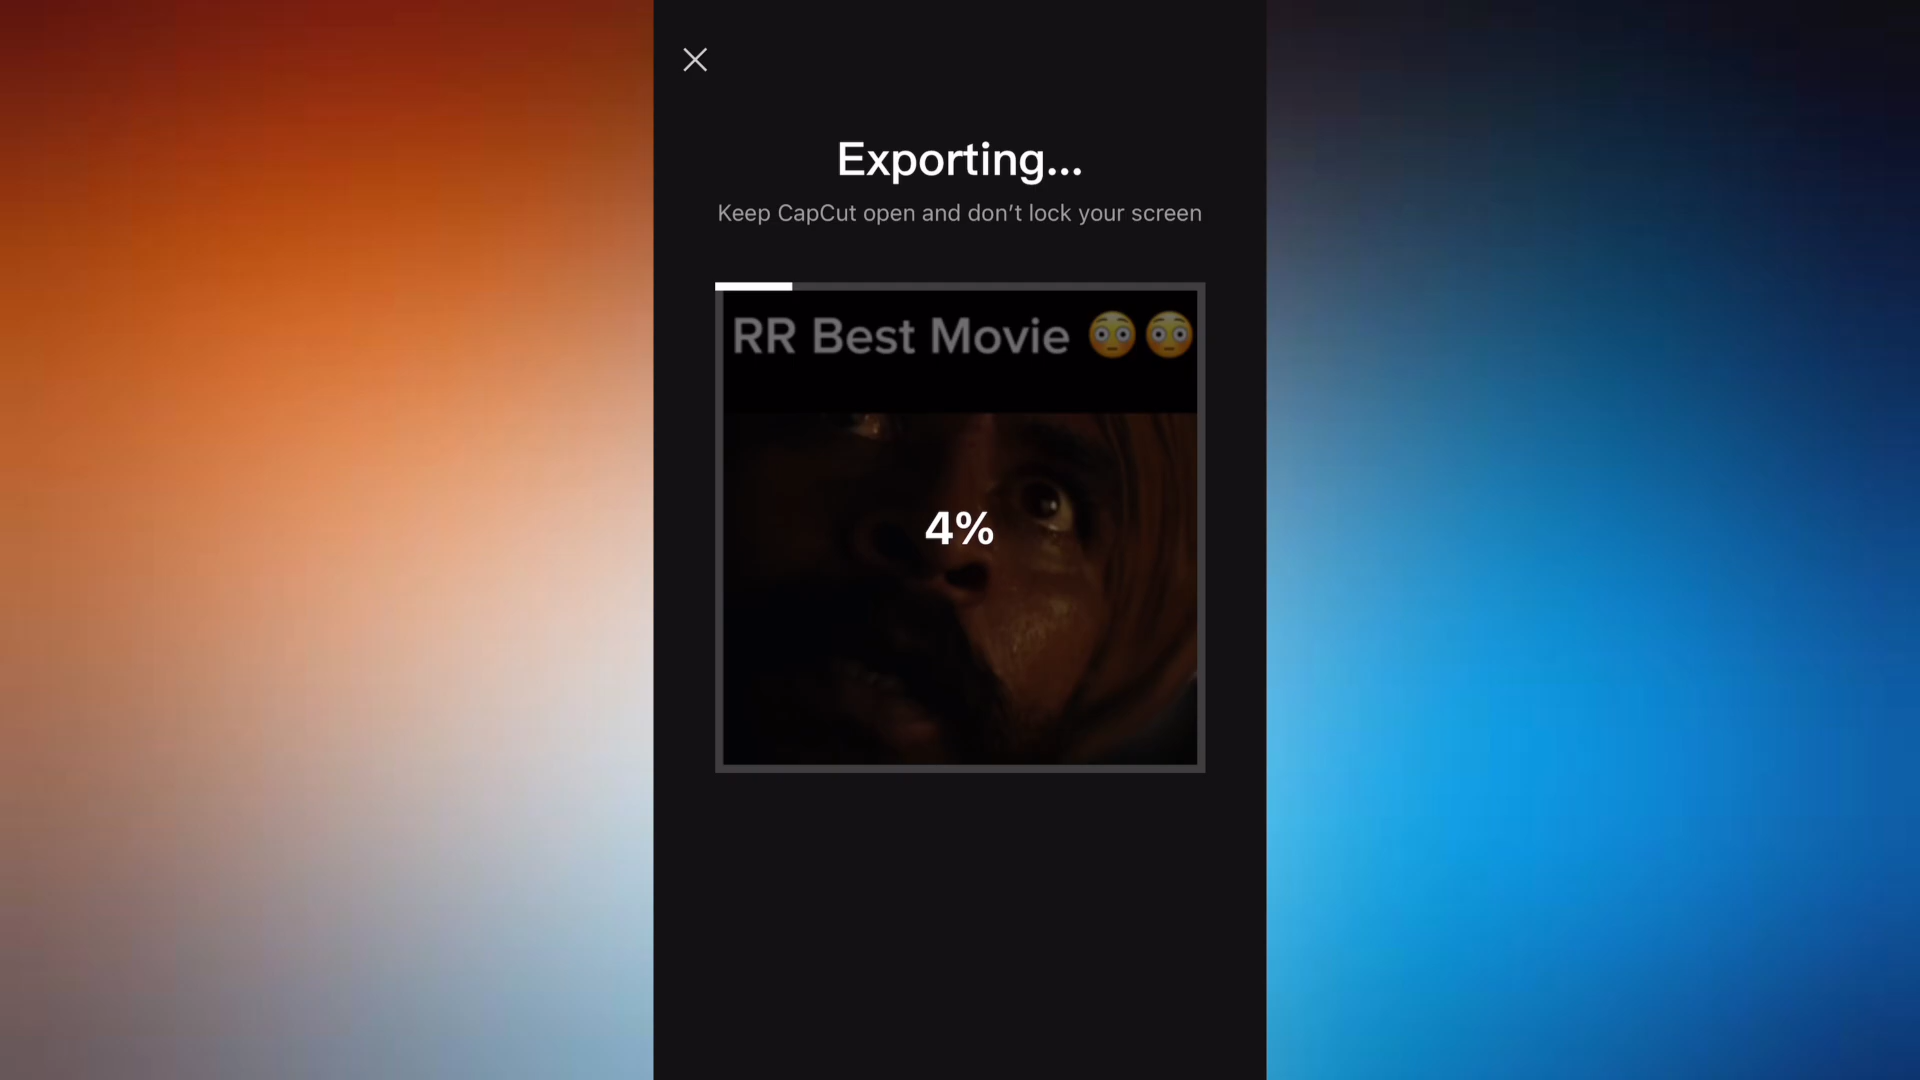 Exporting...
Keep CapCut open and don’t lock your screen
RR Best Movie 😳😳
4%